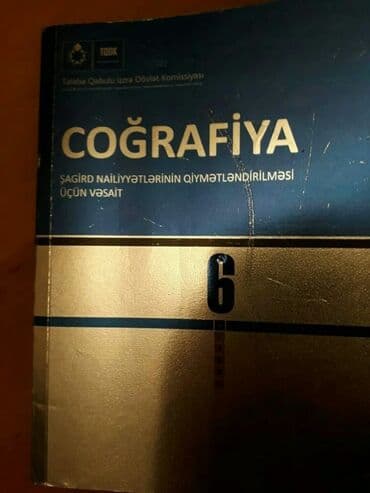 TQDK
Tələbə Qəbulu üzrə Dövlət Komissiyası
COĞRAFİYA
ŞAGİRD NAİLİYYƏTLƏRİNİN QİYMƏTLƏNDİRİLMƏSİ
ÜÇÜN VƏSAİT
6